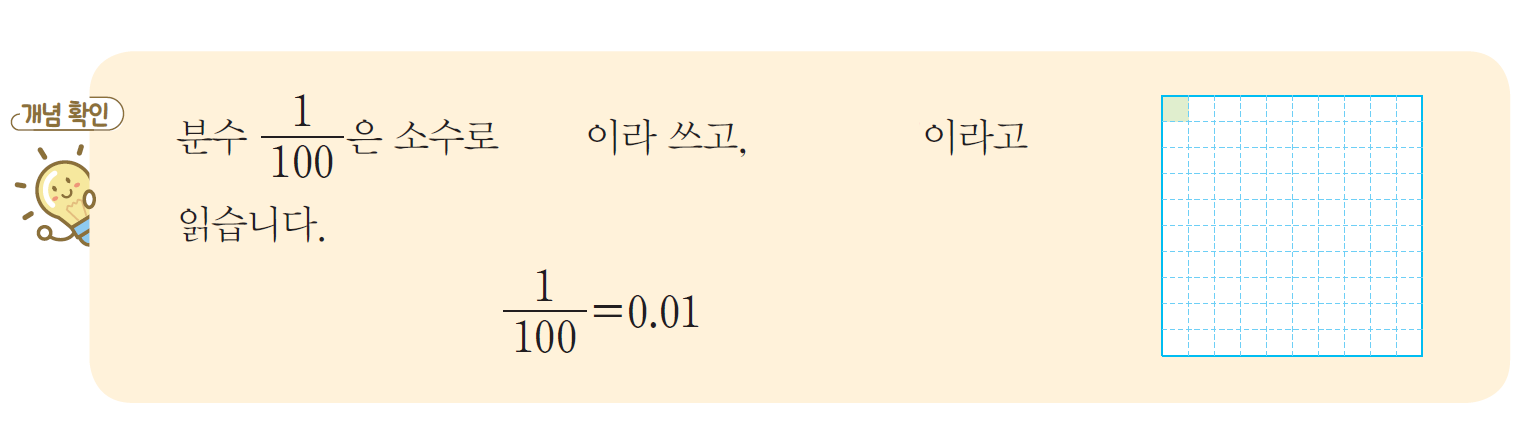 개념 확인
분수 1/100은 소수로 이라 쓰고, 이라고
읽습니다.
1/100=0.01